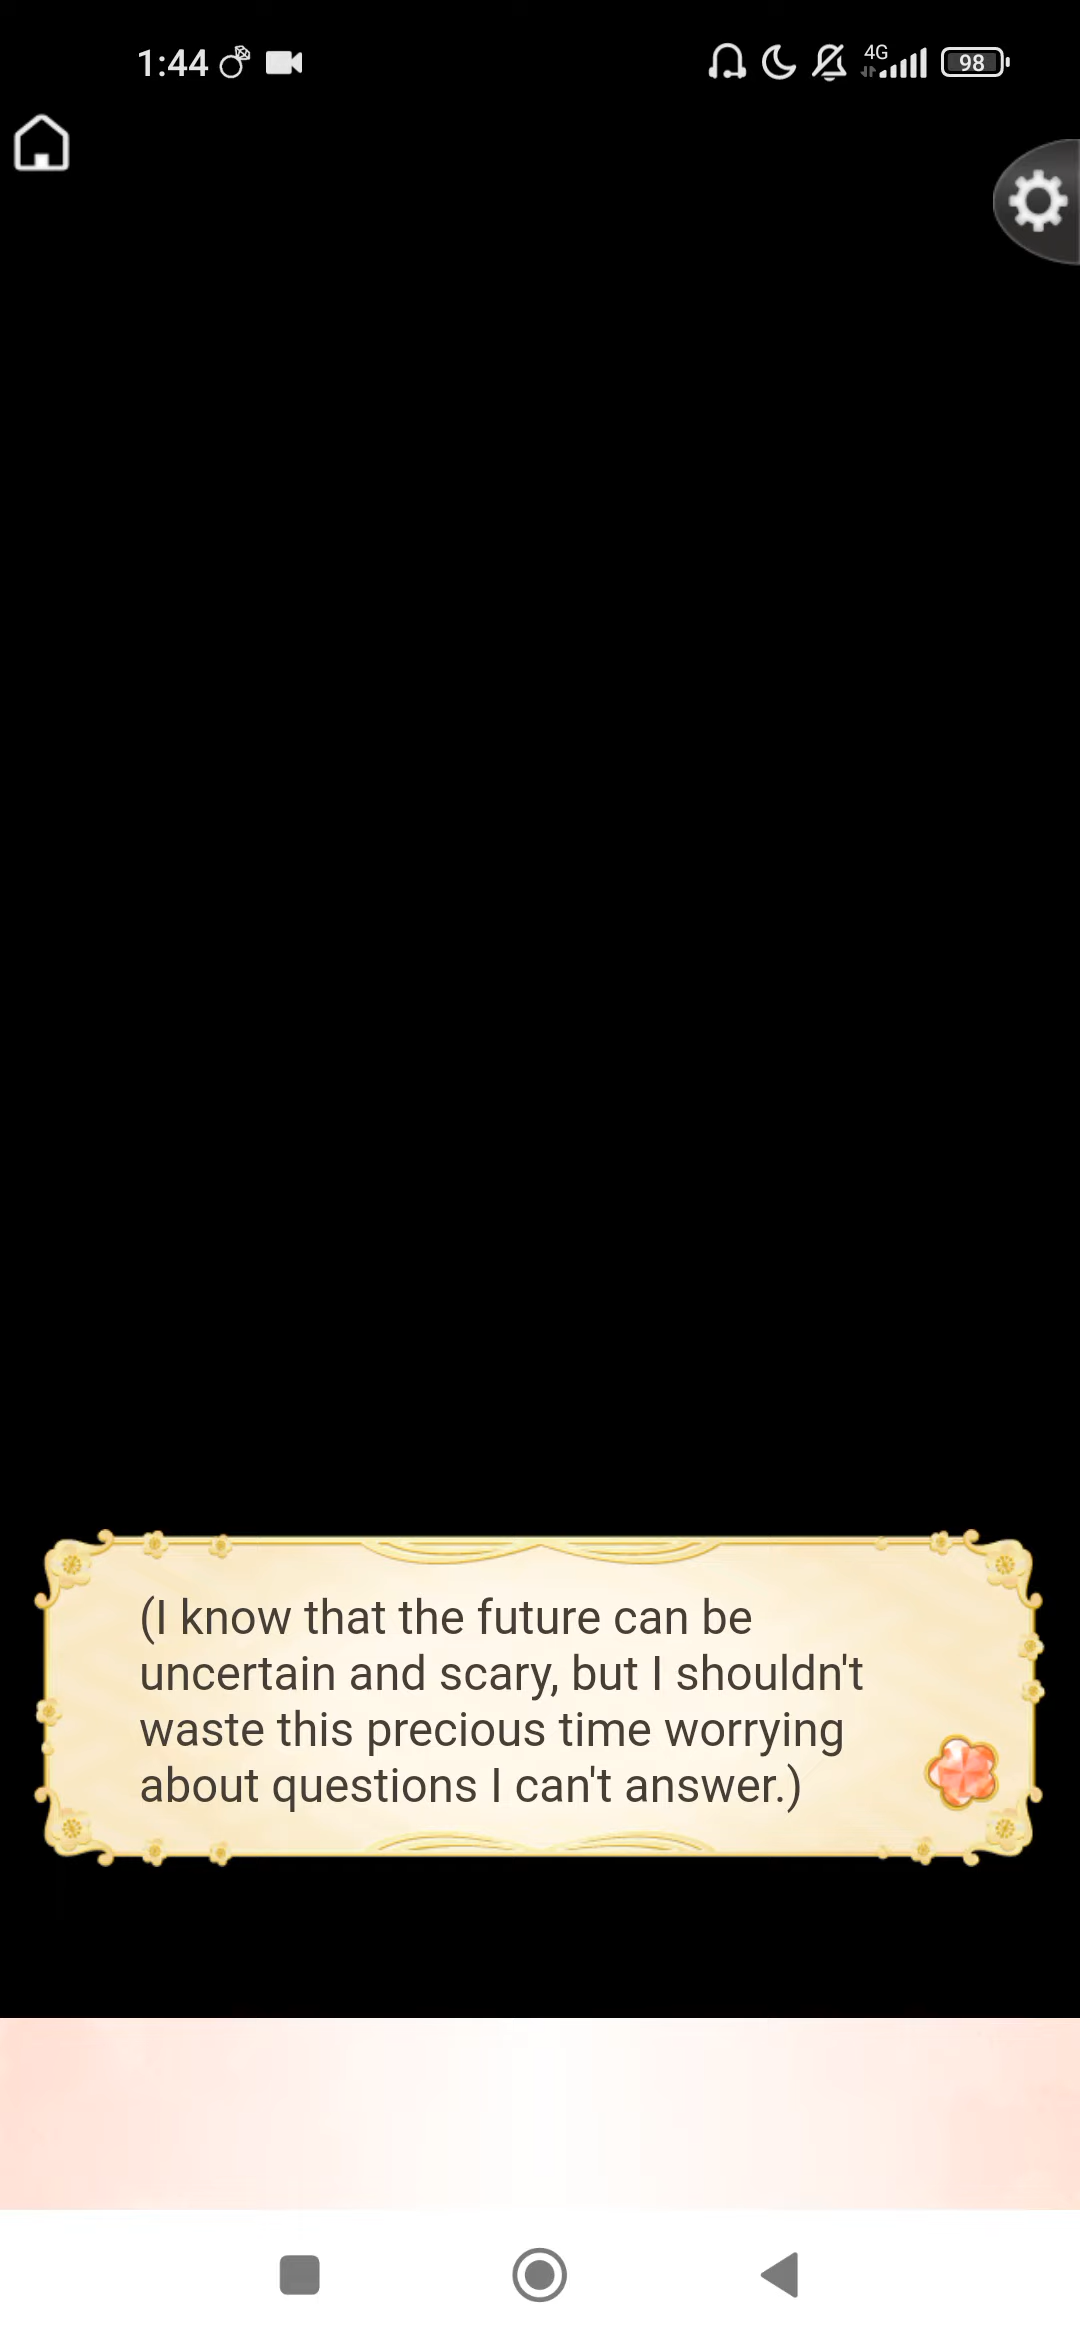 1:44
4G
98
(I know that the future can be
uncertain and scary, but I shouldn't
waste this precious time worrying
about questions I can't answer.)